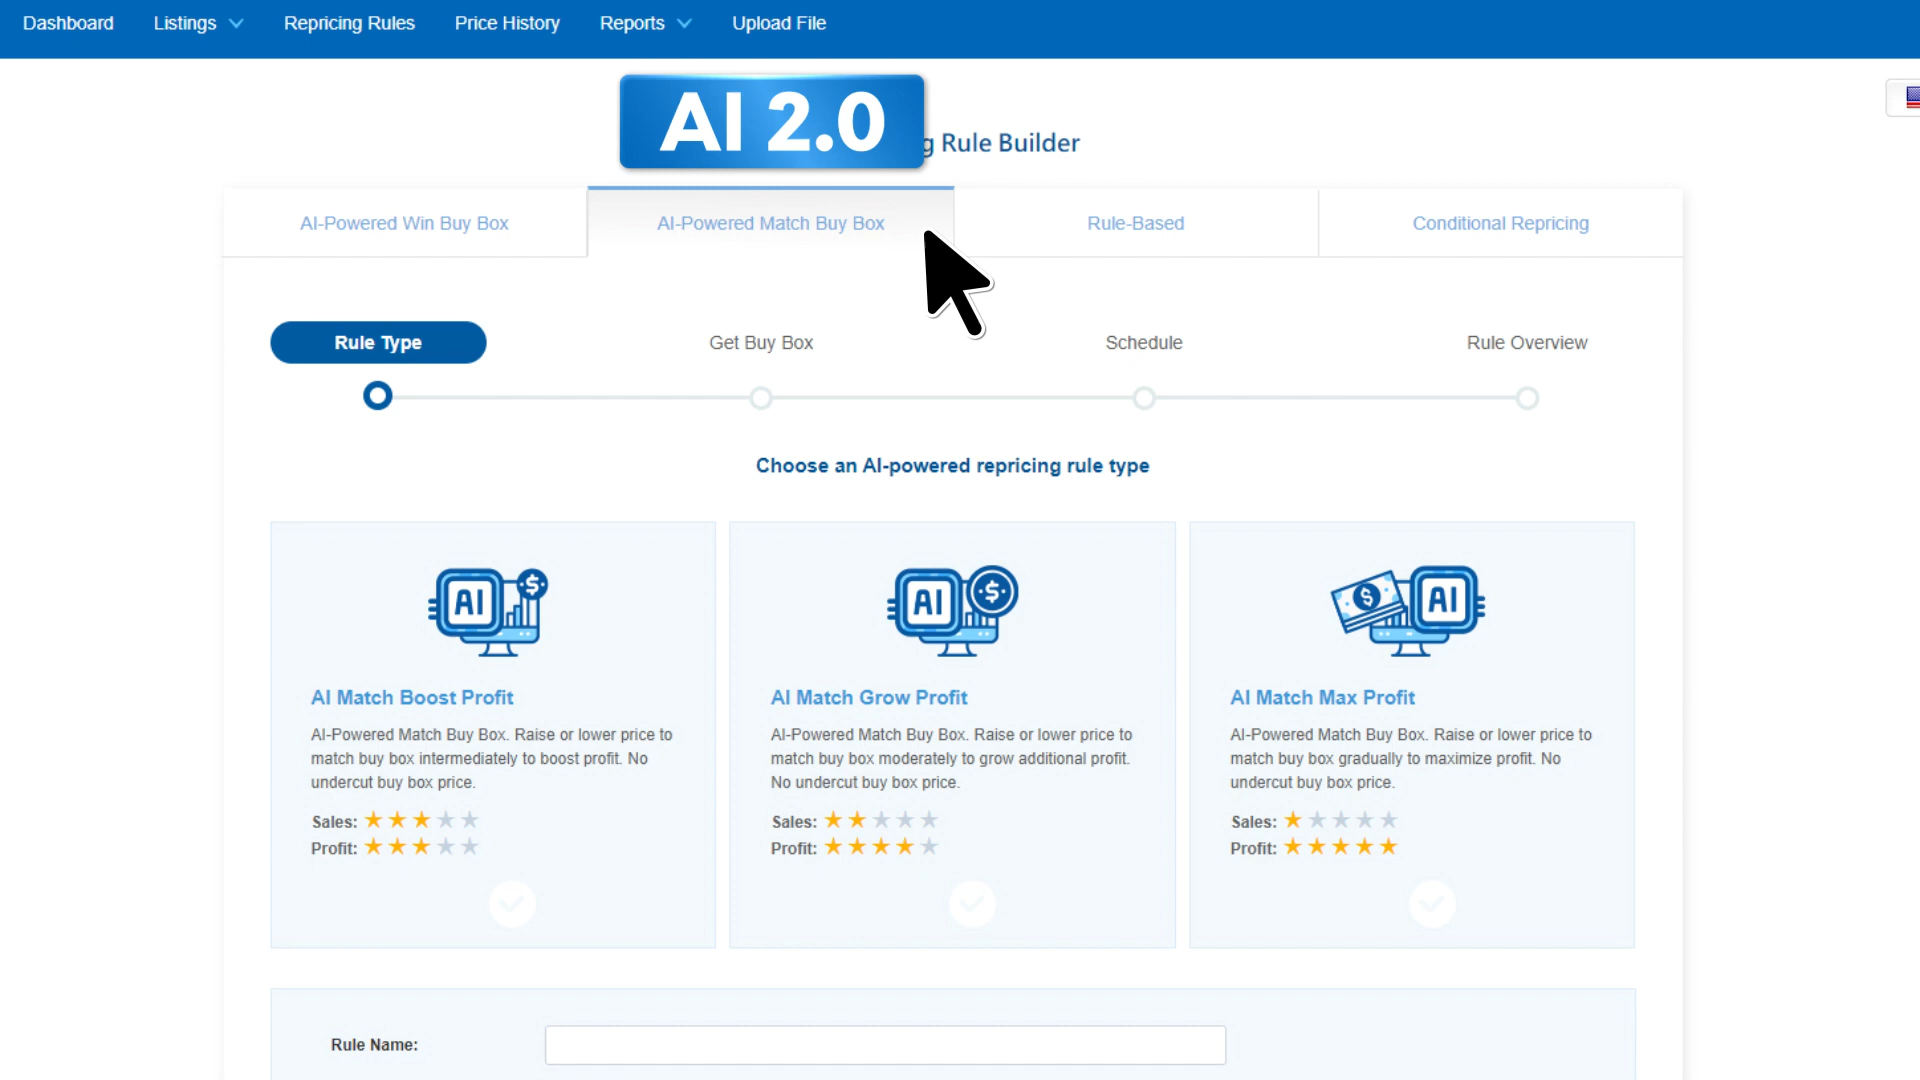 Dashboard Listings Repricing Rules Price History Reports Upload File
AI 2.0
g Rule Builder
AI-Powered Win Buy Box AI-Powered Match Buy Box Rule-Based Conditional Repricing
Rule Type Get Buy Box Schedule Rule Overview
Choose an AI-powered repricing rule type
AI $ AI $ $ AI
AI Match Boost Profit
AI-Powered Match Buy Box. Raise or lower price to
match buy box intermediately to boost profit. No
undercut buy box price.
Sales:
Profit:
AI Match Grow Profit
AI-Powered Match Buy Box. Raise or lower price to
match buy box moderately to grow additional profit.
No undercut buy box price.
Sales:
Profit:
AI Match Max Profit
AI-Powered Match Buy Box. Raise or lower price to
match buy box gradually to maximize profit. No
undercut buy box price.
Sales:
Profit:
Rule Name: